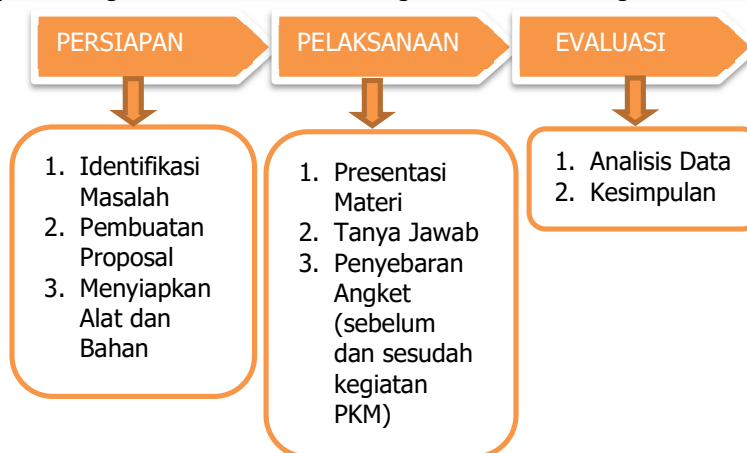 PERSIAPAN
PELAKSANAAN
EVALUASI
1. Identifikasi
Masalah
2. Pembuatan
Proposal
3. Menyiapkan
Alat dan
Bahan
1. Presentasi
Materi
2. Tanya Jawab
3. Penyebaran
Angket
(sebelum
dan sesudah
kegiatan
PKM)
1. Analisis Data
2. Kesimpulan